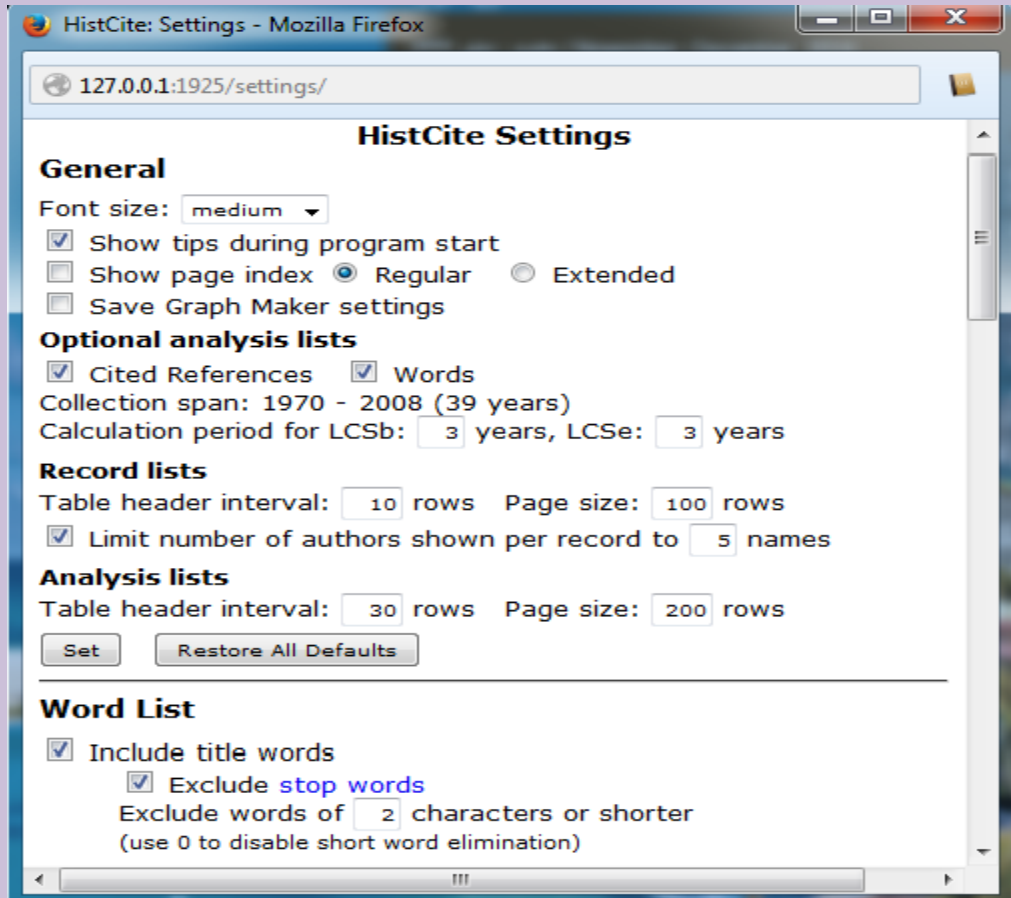 HistCite: Settings - Mozilla Firefox
127.0.0.1:1925/settings/
HistCite Settings
General
Font size: medium
Show tips during program start
Show page index Regular Extended
Save Graph Maker settings
Optional analysis lists
Cited References Words
Collection span: 1970 - 2008 (39 years)
Calculation period for LCSb: 3 years, LCSe: 3 years
Record lists
Table header interval: 10 rows Page size: 100 rows
Limit number of authors shown per record to 5 names
Analysis lists
Table header interval: 30 rows Page size: 200 rows
Set Restore All Defaults
Word List
Include title words
Exclude stop words
Exclude words of 2 characters or shorter
(use 0 to disable short word elimination)